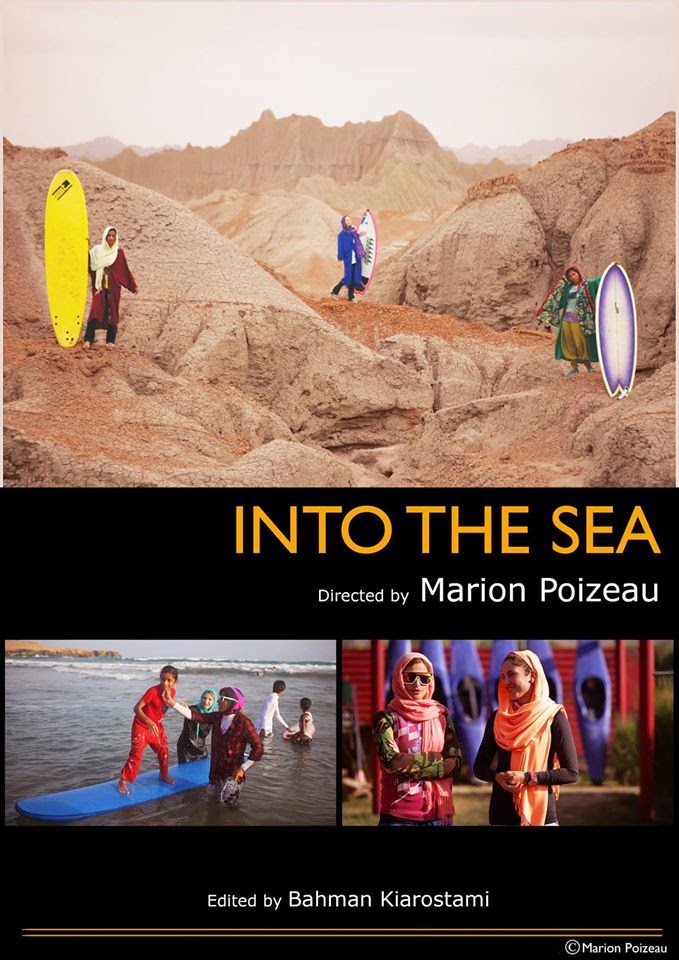 INTO THE SEA
Directed by Marion Poizeau
Edited by Bahman Kiarostami
©Marion Poizeau